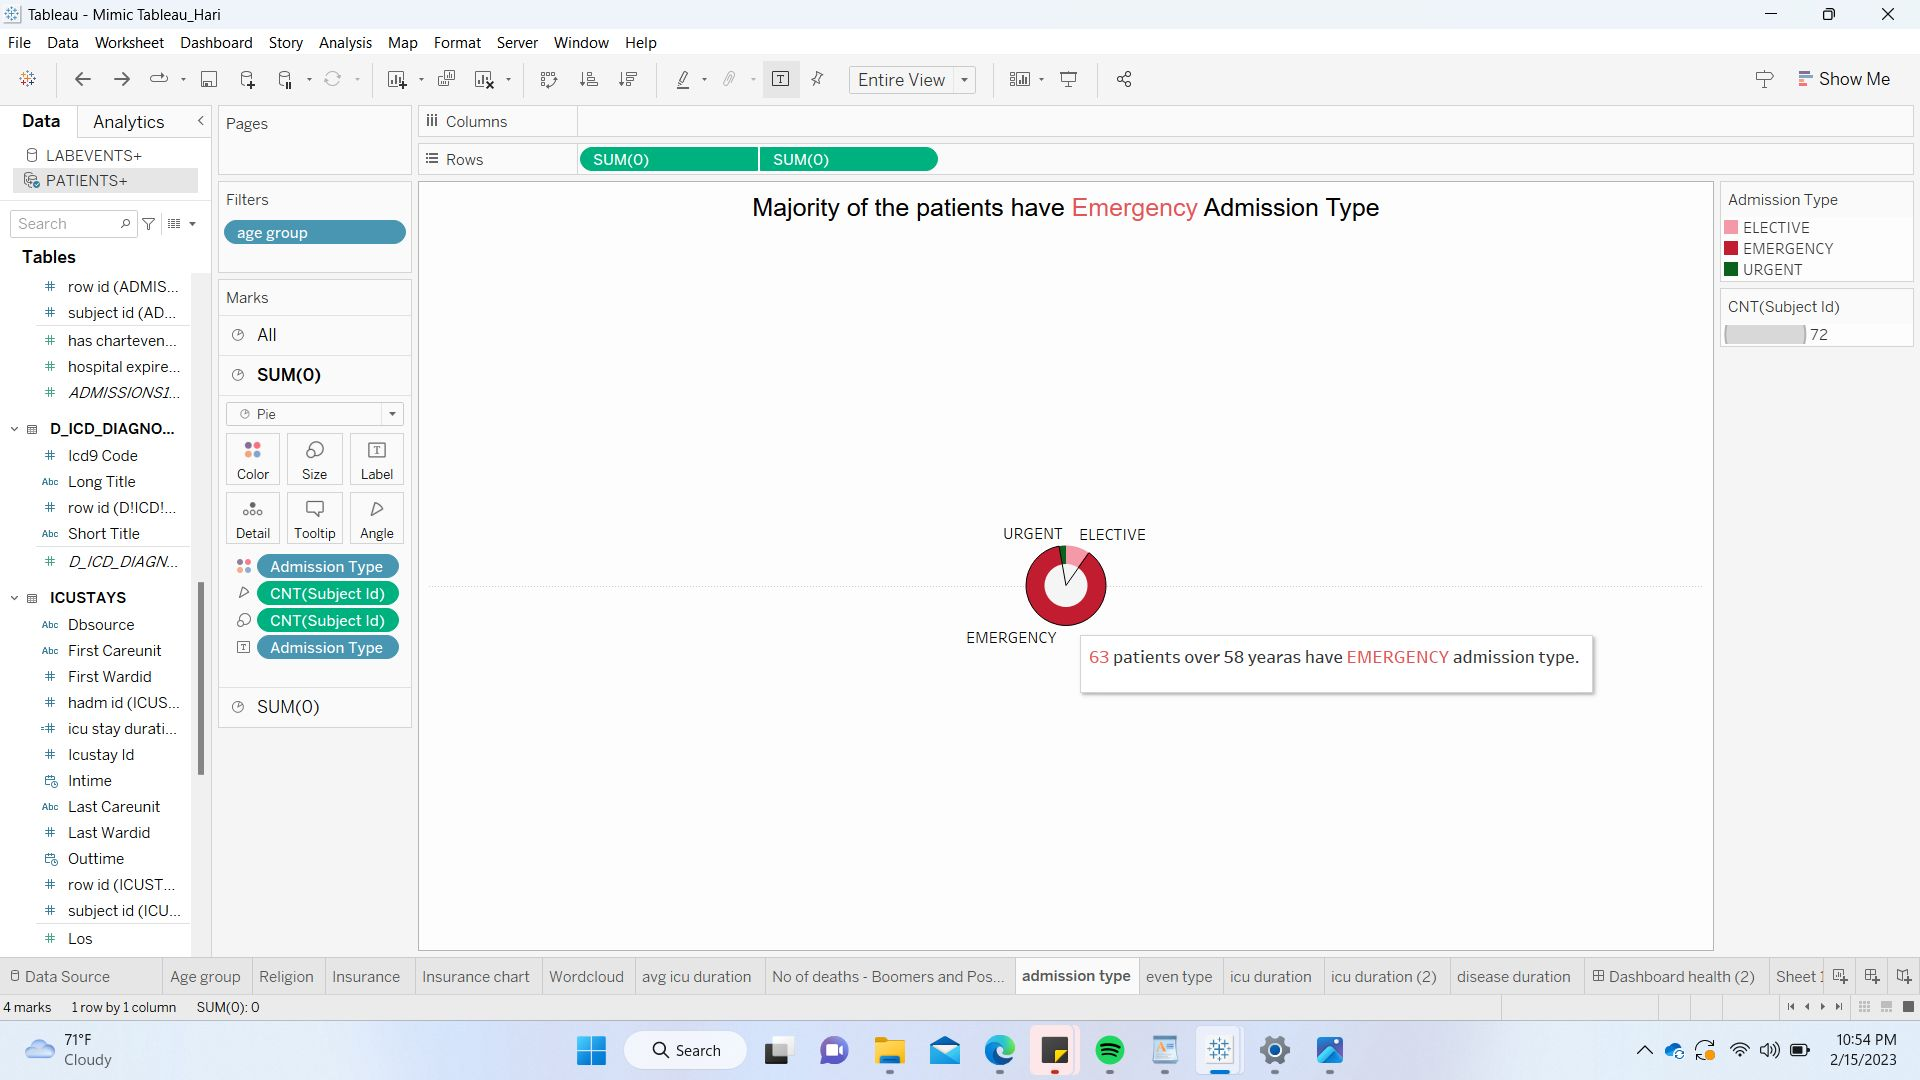 Tableau - Mimic Tableau_Hari
File Data Worksheet Dashboard Story Analysis Map Format Server Window Help
Entire View
Show Me
Data Analytics
LABEVENTS+
PATIENTS+
Search
Tables
row id (ADMIS...
subject id (AD...
has charteven...
hospital expire...
ADMISSIONS1...
D_ICD_DIAGNO...
Icd9 Code
Abc Long Title
row id (D!ICD!...
Abc Short Title
D_ICD_DIAGN...
ICUSTAYS
Abc Dbsource
Abc First Careunit
First Wardid
hadm id (ICUS...
icu stay durati...
Icustay Id
Intime
Abc Last Careunit
Last Wardid
Outtime
row id (ICUST...
subject id (ICU...
Los
Pages
Filters
age group
Marks
All
SUM(0)
Pie
Color Size Label
Detail Tooltip Angle
Admission Type
CNT(Subject Id)
CNT(Subject Id)
Admission Type
SUM(0)
Columns
Rows SUM(0) SUM(0)
Majority of the patients have Emergency Admission Type
URGENT ELECTIVE
EMERGENCY
63 patients over 58 yearas have EMERGENCY admission type.
Admission Type
ELECTIVE
EMERGENCY
URGENT
CNT(Subject Id)
72
Data Source Age group Religion Insurance Insurance chart Wordcloud avg icu duration No of deaths - Boomers and Pos... admission type even type icu duration icu duration (2) disease duration Dashboard health (2) Sheet 1
4 marks 1 row by 1 column SUM(0): 0
71°F
Cloudy
Search
10:54 PM
2/15/2023